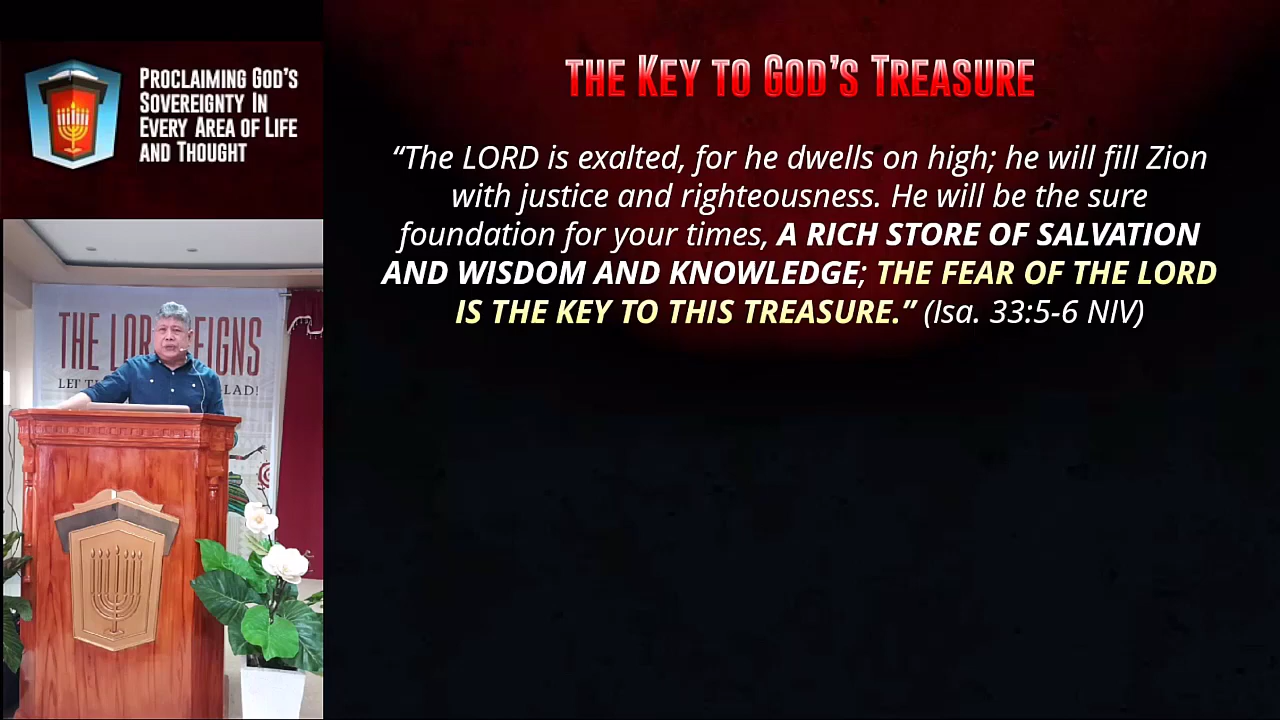 PROCLAIMING GOD'S
SOVEREIGNTY IN
EVERY AREA OF LIFE
AND THOUGHT
THE KEY TO GOD'S TREASURE
“The LORD is exalted, for he dwells on high; he will fill Zion
with justice and righteousness. He will be the sure
foundation for your times, A RICH STORE OF SALVATION
AND WISDOM AND KNOWLEDGE; THE FEAR OF THE LORD
IS THE KEY TO THIS TREASURE.” (Isa. 33:5-6 NIV)
THE
LET